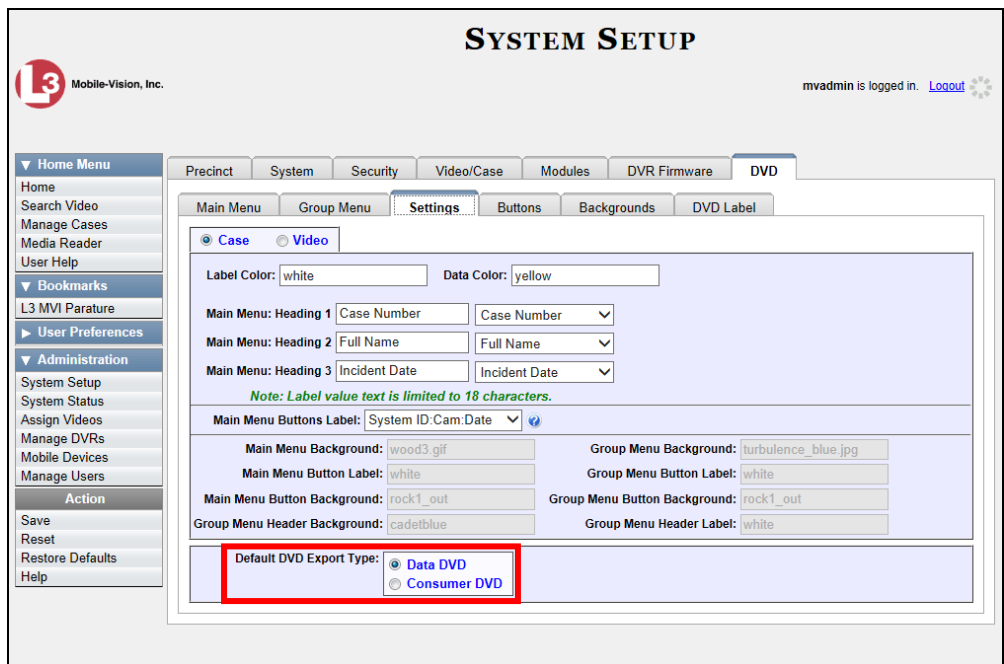 SYSTEM SETUP
L3 Mobile-Vision, Inc.
mvadmin is logged in. Logout
Home Menu
Home
Search Video
Manage Cases
Media Reader
User Help
Bookmarks
L3 MVI Parature
User Preferences
Administration
System Setup
System Status
Assign Videos
Manage DVRs
Mobile Devices
Manage Users
Action
Save
Reset
Restore Defaults
Help
Precinct System Security Video/Case Modules DVR Firmware DVD
Main Menu Group Menu Settings Buttons Backgrounds DVD Label
Case Video
Label Color: white Data Color: yellow
Main Menu: Heading 1 Case Number Case Number
Main Menu: Heading 2 Full Name Full Name
Main Menu: Heading 3 Incident Date Incident Date
Note: Label value text is limited to 18 characters.
Main Menu Buttons Label: System ID:Cam:Date ?
Main Menu Background: wood3.gif Group Menu Background: turbulence_blue.jpg
Main Menu Button Label: white Group Menu Button Label: white
Main Menu Button Background: rock1_out Group Menu Button Background: rock1_out
Group Menu Header Background: cadetblue Group Menu Header Label: white
Default DVD Export Type: Data DVD
Consumer DVD